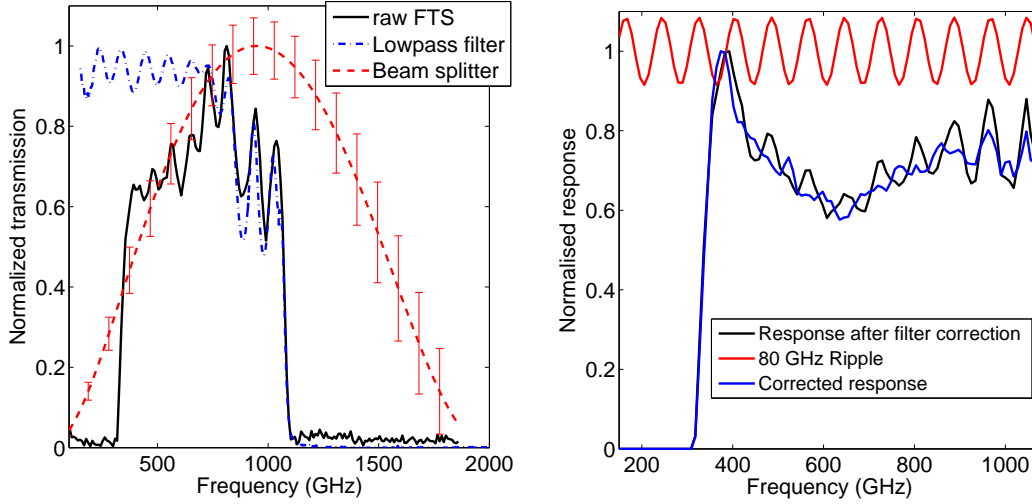 raw FTS
Lowpass filter
Beam splitter
Normalized transmission
1
0.8
0.6
0.4
0.2
0
500
1000
1500
2000
Frequency (GHz)
Normalised response
1
0.8
0.6
0.4
0.2
0
200
400
600
800
1000
Frequency (GHz)
Response after filter correction
80 GHz Ripple
Corrected response